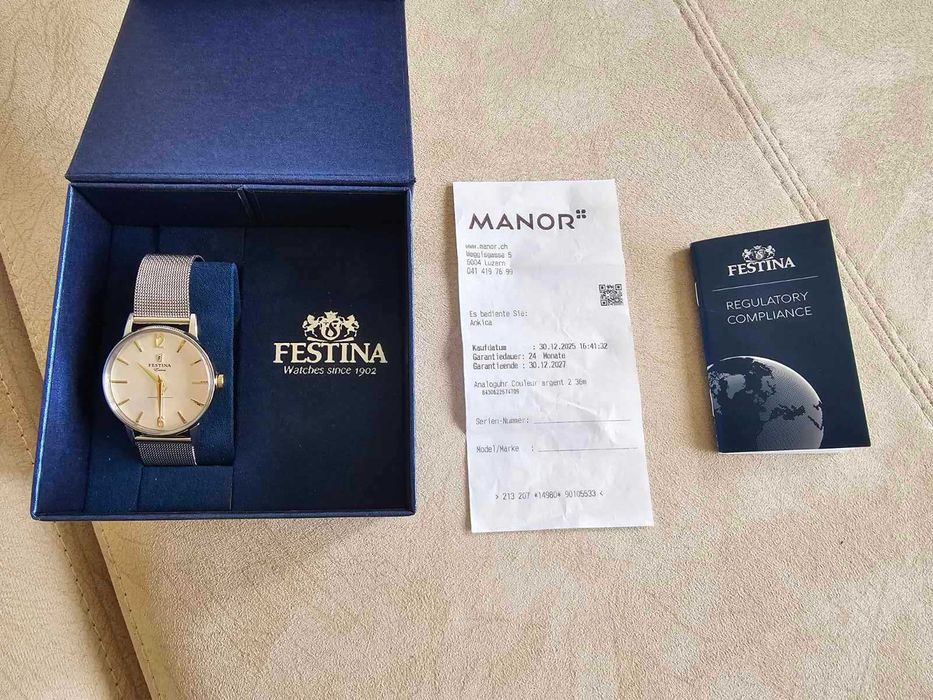 FESTINA
FESTINA
Watches since 1902
MANOR
www.manor.ch
Weggisgasse 5
6004 Luzern
041 419 76 99
Es bediente Sie:
Ankica
Kaufdatum : 30.12.2025 16:41:32
Garantiedauer: 24 Monate
Garantieende : 30.12.2027
Analoguhr Couleur argent 2 36m
8430622674709
Serien-Nummer:
Model/Marke :
> 213 207 *14980* 90105533 <
FESTINA
REGULATORY
COMPLIANCE